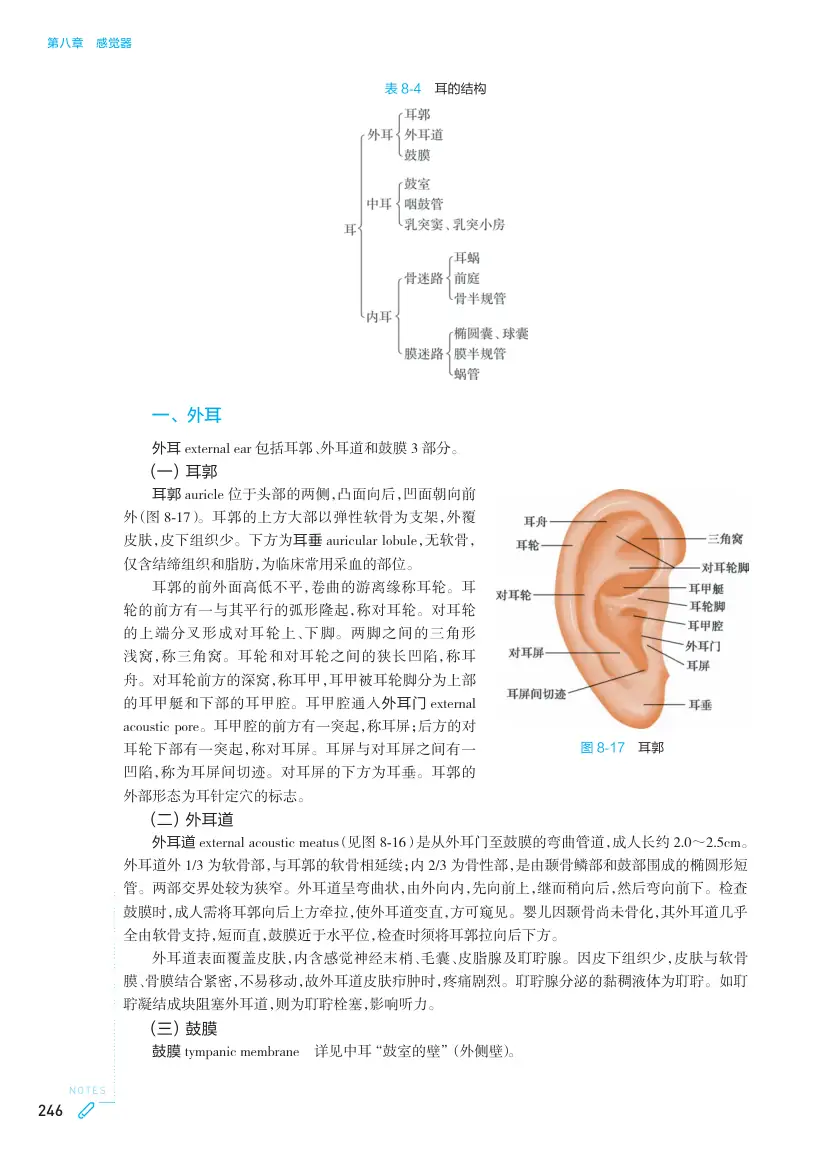 第八章 感觉器
表 8-4 耳的结构
耳郭
外耳 外耳道
鼓膜
鼓室
中耳 咽鼓管
乳突窦、乳突小房
耳
耳蜗
骨迷路 前庭
骨半规管
内耳
椭圆囊、球囊
膜迷路 膜半规管
蜗管
一、外耳
外耳 external ear 包括耳郭、外耳道和鼓膜 3 部分。
（一）耳郭
耳郭 auricle 位于头部的两侧，凸面向后，凹面朝向前
外（图 8-17）。耳郭的上方大部以弹性软骨为支架，外覆
皮肤，皮下组织少。下方为耳垂 auricular lobule，无软骨，
仅含结缔组织和脂肪，为临床常用采血的部位。
耳郭的前外面高低不平，卷曲的游离缘称耳轮。耳
轮的前方有一与其平行的弧形隆起，称对耳轮。对耳轮
的上端分叉形成对耳轮上、下脚。两脚之间的三角形
浅窝，称三角窝。耳轮和对耳轮之间的狭长凹陷，称耳
舟。对耳轮前方的深窝，称耳甲，耳甲被耳轮脚分为上部
的耳甲艇和下部的耳甲腔。耳甲腔通入外耳门 external
acoustic pore。耳甲腔的前方有一突起，称耳屏；后方的对
耳轮下部有一突起，称对耳屏。耳屏与对耳屏之间有一
凹陷，称为耳屏间切迹。对耳屏的下方为耳垂。耳郭的
外部形态为耳针定穴的标志。
耳舟
耳轮
对耳轮
对耳屏
耳屏间切迹
三角窝
对耳轮脚
耳甲艇
耳轮脚
耳甲腔
外耳门
耳屏
耳垂
图 8-17 耳郭
（二）外耳道
外耳道 external acoustic meatus（见图 8-16）是从外耳门至鼓膜的弯曲管道，成人长约 2.0～2.5cm。
外耳道外 1/3 为软骨部，与耳郭的软骨相延续；内 2/3 为骨性部，是由颞骨鳞部和鼓部围成的椭圆形短
管。两部交界处较为狭窄。外耳道呈弯曲状，由外向内，先向前上，继而稍向后，然后弯向前下。检查
鼓膜时，成人需将耳郭向后上方牵拉，使外耳道变直，方可窥见。婴儿因颞骨尚未骨化，其外耳道几乎
全由软骨支持，短而直，鼓膜近于水平位，检查时须将耳郭拉向后下方。
外耳道表面覆盖皮肤，内含感觉神经末梢、毛囊、皮脂腺及耵聍腺。因皮下组织少，皮肤与软骨
膜、骨膜结合紧密，不易移动，故外耳道皮肤疖肿时，疼痛剧烈。耵聍腺分泌的黏稠液体为耵聍。如耵
聍凝结成块阻塞外耳道，则为耵聍栓塞，影响听力。
（三）鼓膜
鼓膜 tympanic membrane 详见中耳“鼓室的壁”（外侧壁）。
NOTES
246